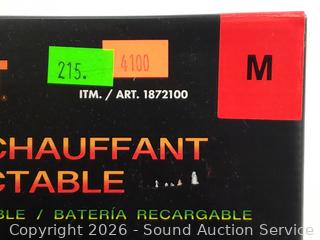 T
215.
4100
M
ITM. / ART. 1872100
CHAUFFANT
CTABLE
BLE / BATERÍA RECARGABLE
Copyright © 2026 - Sound Auction Service